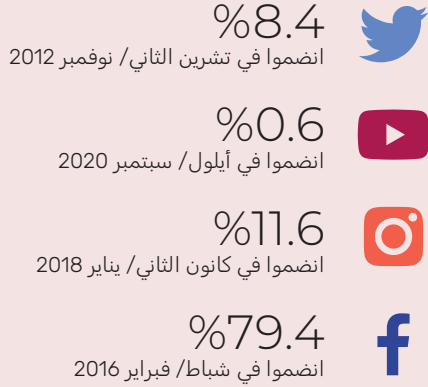 %8.4
انضموا في تشرين الثاني/ نوفمبر 2012
%0.6
انضموا في أيلول/ سبتمبر 2020
%11.6
انضموا في كانون الثاني/ يناير 2018
%79.4
انضموا في شباط/ فبراير 2016